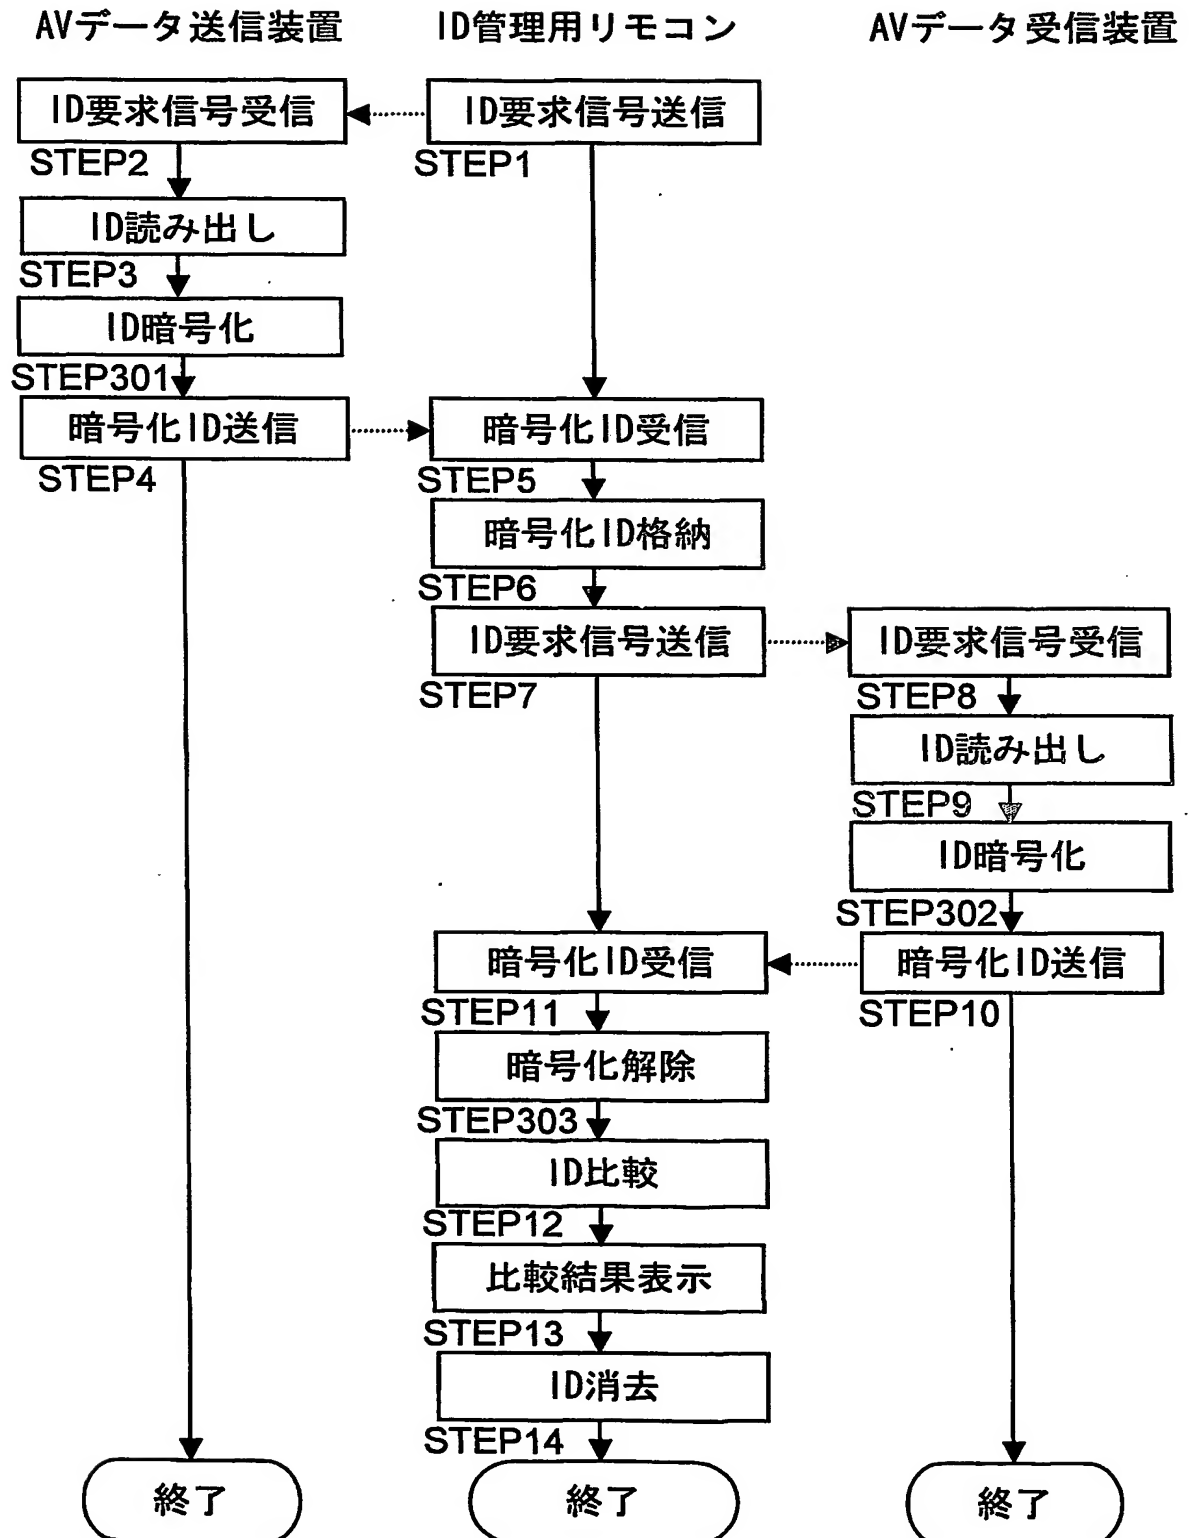 AVデータ送信装置
ID管理用リモコン
AVデータ受信装置
ID要求信号受信
ID要求信号送信
STEP2
STEP1
ID読み出し
STEP3
ID暗号化
STEP301
暗号化ID送信
暗号化ID受信
STEP4
STEP5
暗号化ID格納
STEP6
ID要求信号送信
ID要求信号受信
STEP7
STEP8
ID読み出し
STEP9
ID暗号化
STEP302
暗号化ID受信
暗号化ID送信
STEP11
STEP10
暗号化解除
STEP303
ID比較
STEP12
比較結果表示
STEP13
ID消去
STEP14
終了
終了
終了